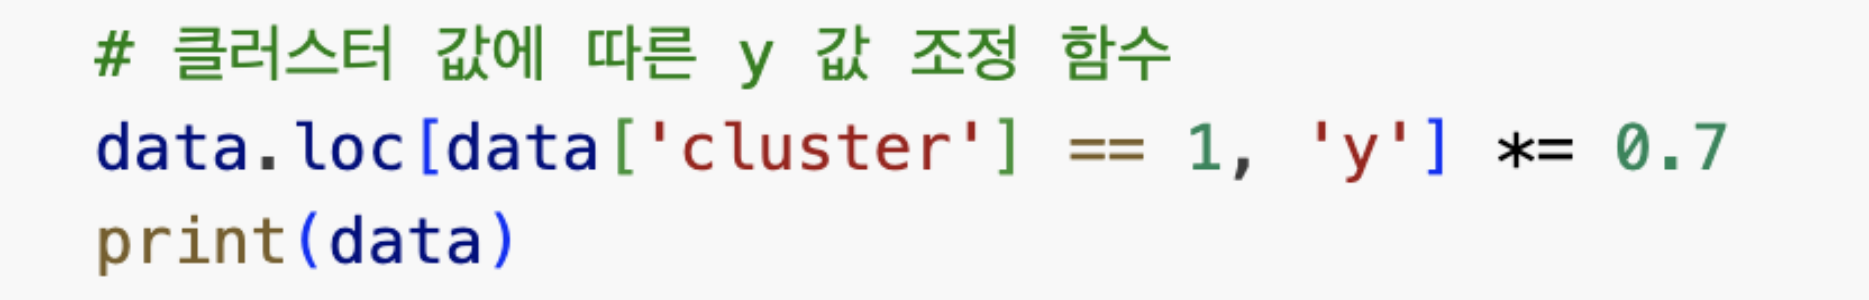 # 클러스터 값에 따른 y 값 조정 함수
data.loc[data['cluster'] == 1, 'y'] *= 0.7
print(data)